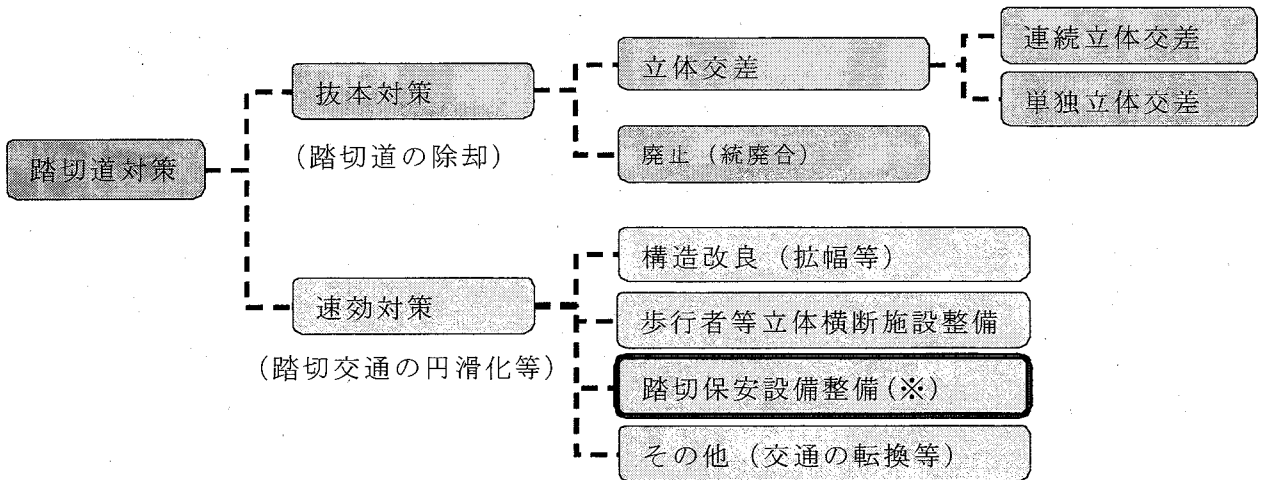 踏切道対策
抜本対策
(踏切道の除却)
立体交差
連続立体交差
単独立体交差
廃止(統廃合)
速効対策
(踏切交通の円滑化等)
構造改良(拡幅等)
歩行者等立体横断施設整備
踏切保安設備整備(※)
その他(交通の転換等)